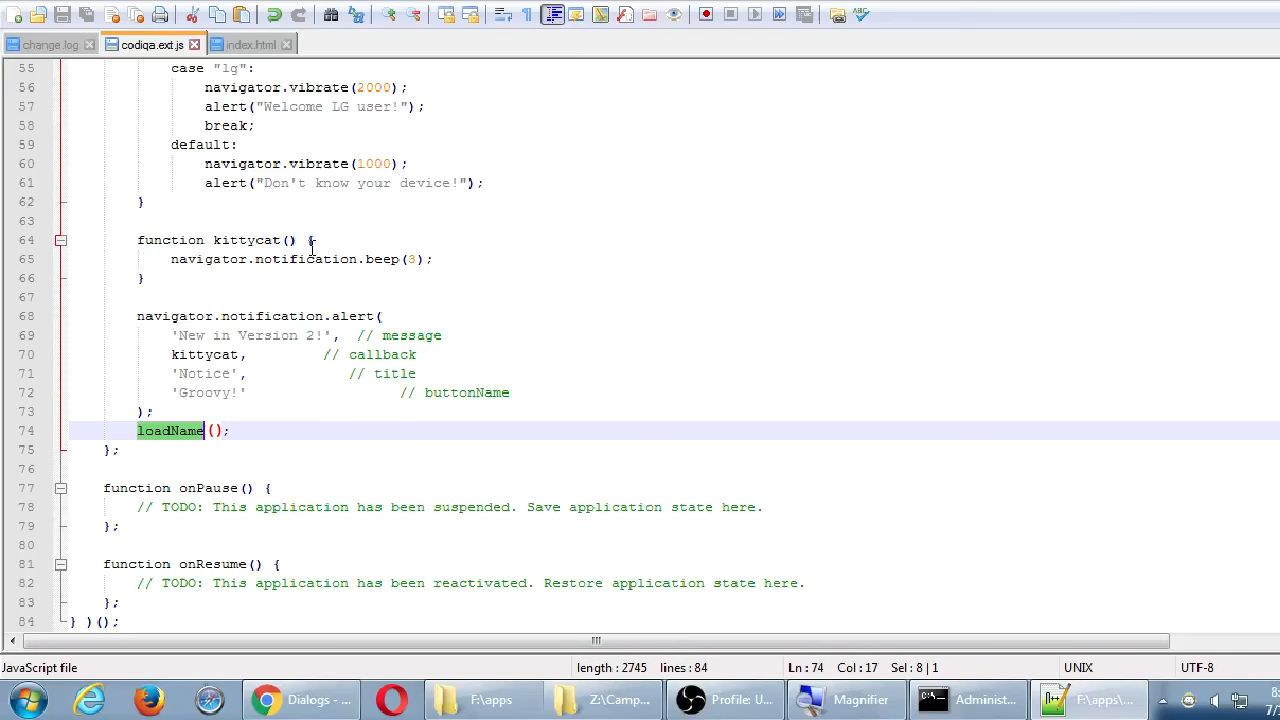 change.log
codiqa.ext.js
index.html
55 case "lg":
56 navigator.vibrate(2000);
57 alert("Welcome LG user!");
58 break;
59 default:
60 navigator.vibrate(1000);
61 alert("Don't know your device!");
62 }
63
64 function kittycat() {
65 navigator.notification.beep(3);
66 }
67
68 navigator.notification.alert(
69 'New in Version 2!', // message
70 kittycat, // callback
71 'Notice', // title
72 'Groovy!' // buttonName
73 );
74 loadName();
75 };
76
77 function onPause() {
78 // TODO: This application has been suspended. Save application state here.
79 };
80
81 function onResume() {
82 // TODO: This application has been reactivated. Restore application state here.
83 };
84 } )();
JavaScript file length : 2745 lines : 84 Ln : 74 Col : 17 Sel : 8 | 1 UNIX UTF-8
Dialogs - ... F:\apps Z:\Camp... Profile: U... Magnifier Administ... F:\apps\... 8:
7/